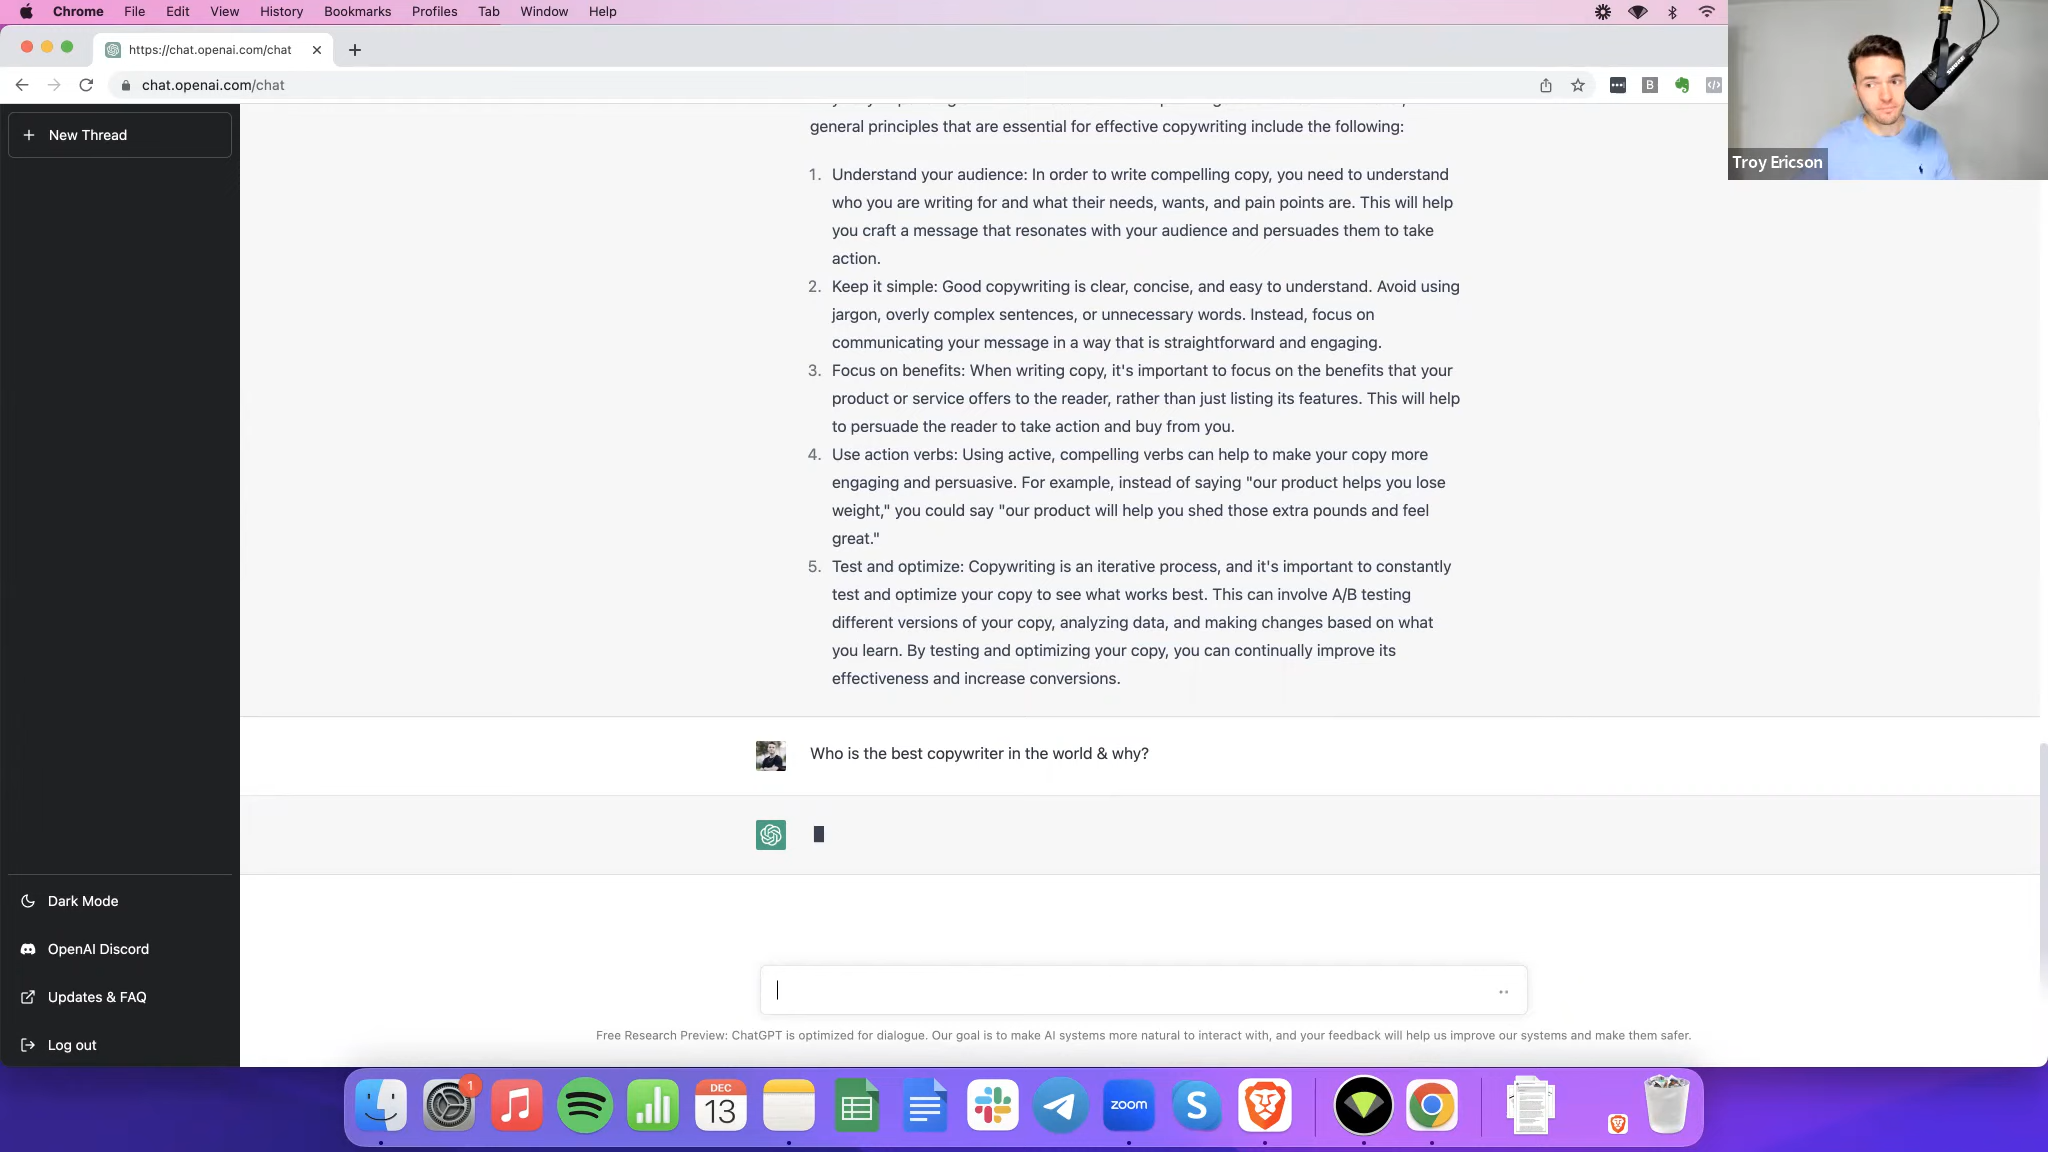 Chrome File Edit View History Bookmarks Profiles Tab Window Help
https://chat.openai.com/chat
chat.openai.com/chat
B
Troy Ericson
New Thread
general principles that are essential for effective copywriting include the following:
1. Understand your audience: In order to write compelling copy, you need to understand
who you are writing for and what their needs, wants, and pain points are. This will help
you craft a message that resonates with your audience and persuades them to take
action.
2. Keep it simple: Good copywriting is clear, concise, and easy to understand. Avoid using
jargon, overly complex sentences, or unnecessary words. Instead, focus on
communicating your message in a way that is straightforward and engaging.
3. Focus on benefits: When writing copy, it's important to focus on the benefits that your
product or service offers to the reader, rather than just listing its features. This will help
to persuade the reader to take action and buy from you.
4. Use action verbs: Using active, compelling verbs can help to make your copy more
engaging and persuasive. For example, instead of saying "our product helps you lose
weight," you could say "our product will help you shed those extra pounds and feel
great."
5. Test and optimize: Copywriting is an iterative process, and it's important to constantly
test and optimize your copy to see what works best. This can involve A/B testing
different versions of your copy, analyzing data, and making changes based on what
you learn. By testing and optimizing your copy, you can continually improve its
effectiveness and increase conversions.
Who is the best copywriter in the world & why?
Dark Mode
OpenAI Discord
Updates & FAQ
Log out
Free Research Preview: ChatGPT is optimized for dialogue. Our goal is to make AI systems more natural to interact with, and your feedback will help us improve our systems and make them safer.
1
DEC
13
zoom
S